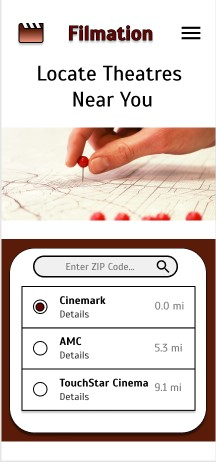 Filmation
Locate Theatres
Near You
Enter ZIP Code...
Cinemark
0.0 mi
Details
AMC
5.3 mi
Details
TouchStar Cinema
9.1 mi
Details